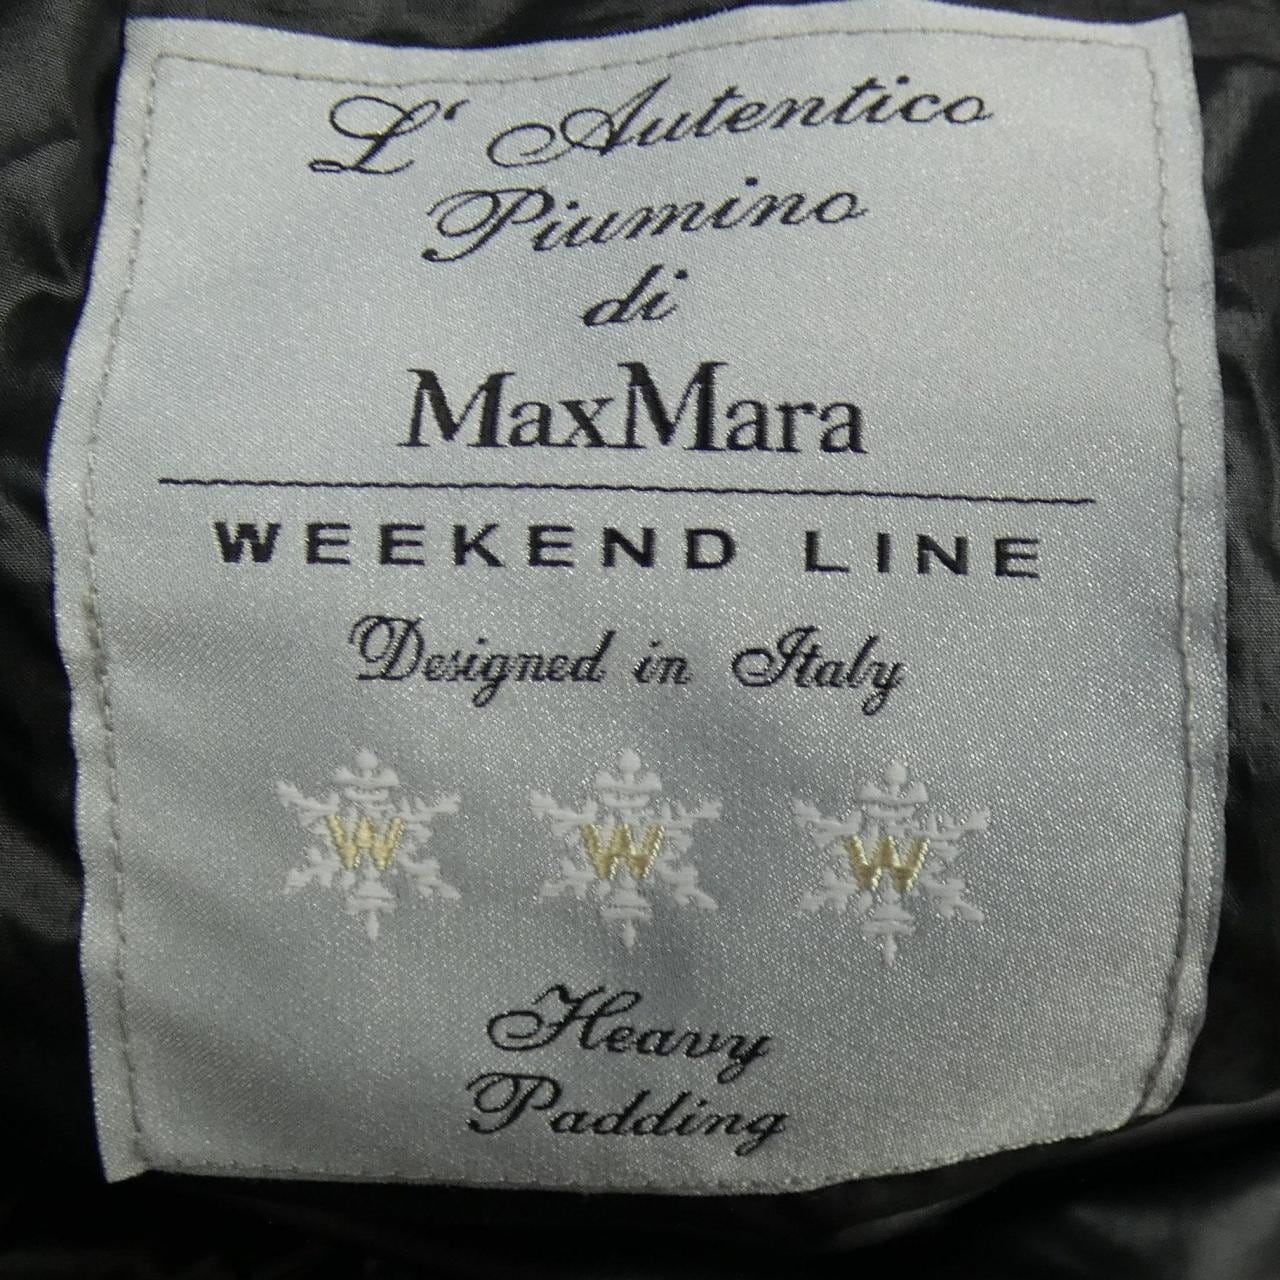 L‘ Autentico
Piumino
di
MaxMara
WEEKEND LINE
Designed in Italy
W W W
Heavy
Padding